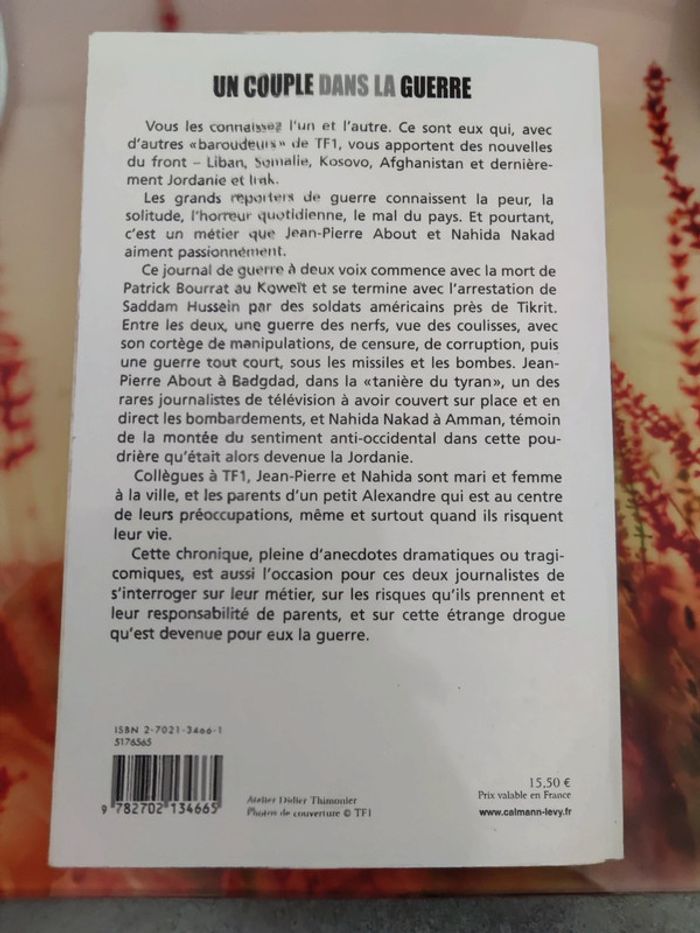 UN COUPLE DANS LA GUERRE
Vous les connaissez l'un et l'autre. Ce sont eux qui, avec
d'autres «baroudeurs» de TF1, vous apportent des nouvelles
du front – Liban, Somalie, Kosovo, Afghanistan et dernière-
ment Jordanie et Irak.
Les grands reporters de guerre connaissent la peur, la
solitude, l'horreur quotidienne, le mal du pays. Et pourtant,
c'est un métier que Jean-Pierre About et Nahida Nakad
aiment passionnément.
Ce journal de guerre à deux voix commence avec la mort de
Patrick Bourrat au Koweït et se termine avec l'arrestation de
Saddam Hussein par des soldats américains près de Tikrit.
Entre les deux, une guerre des nerfs, vue des coulisses, avec
son cortège de manipulations, de censure, de corruption, puis
une guerre tout court, sous les missiles et les bombes. Jean-
Pierre About à Badgdad, dans la «tanière du tyran», un des
rares journalistes de télévision à avoir couvert sur place et en
direct les bombardements, et Nahida Nakad à Amman, témoin
de la montée du sentiment anti-occidental dans cette pou-
drière qu'était alors devenue la Jordanie.
Collègues à TF1, Jean-Pierre et Nahida sont mari et femme
à la ville, et les parents d'un petit Alexandre qui est au centre
de leurs préoccupations, même et surtout quand ils risquent
leur vie.
Cette chronique, pleine d'anecdotes dramatiques ou tragi-
comiques, est aussi l'occasion pour ces deux journalistes de
s'interroger sur leur métier, sur les risques qu'ils prennent et
leur responsabilité de parents, et sur cette étrange drogue
qu'est devenue pour eux la guerre.
ISBN 2-7021-3466-1
5176565
9 782702 134665
Atelier Didier Thimonier
Photos de couverture © TF1
15,50 €
Prix valable en France
www.calmann-levy.fr